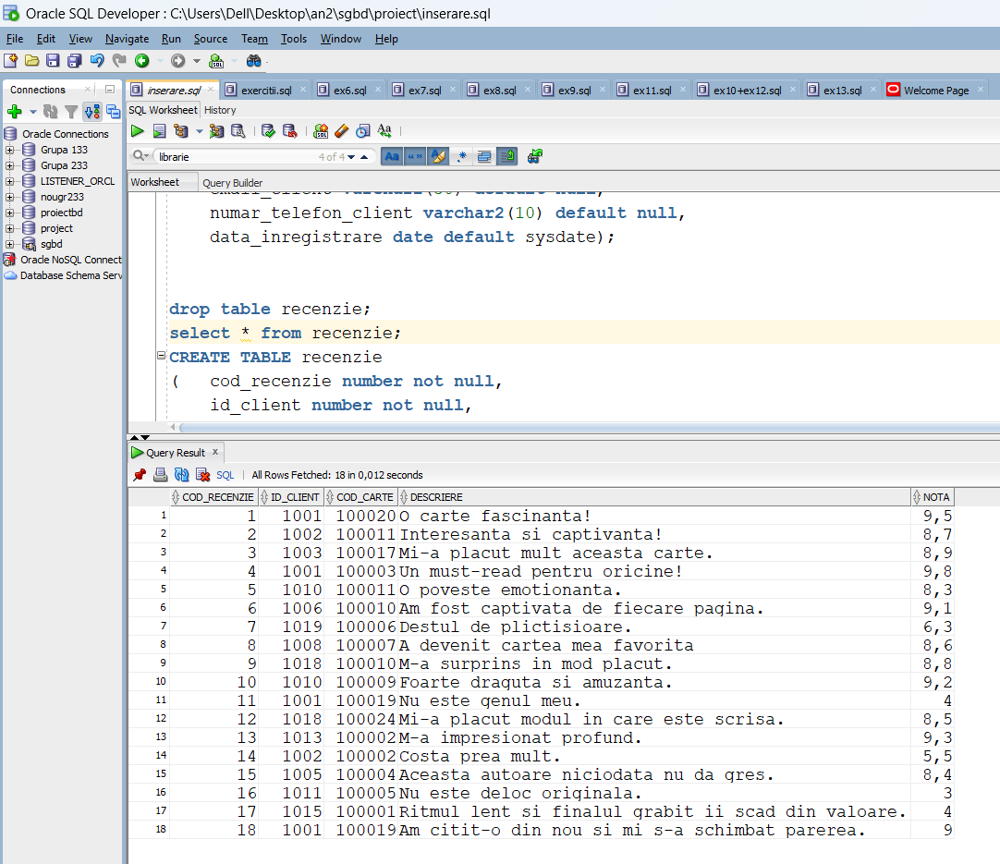 Oracle SQL Developer : C:\Users\Dell\Desktop\an2\sgbd\proiect\inserare.sql
File Edit View Navigate Run Source Team Tools Window Help
Connections
inserare.sql exercitii.sql ex6.sql ex7.sql ex8.sql ex9.sql ex11.sql ex10+ex12.sql ex13.sql Welcome Page
SQL Worksheet History
Oracle Connections
Grupa 133
Grupa 233
LISTENER_ORCL
nougr233
proiectbd
project
sgbd
Oracle NoSQL Connect
Database Schema Serv
librarie 4 of 4
Worksheet Query Builder
numar_telefon_client varchar2(10) default null,
data_inregistrare date default sysdate);
drop table recenzie;
select * from recenzie;
CREATE TABLE recenzie
( cod_recenzie number not null,
id_client number not null,
Query Result
SQL | All Rows Fetched: 18 in 0,012 seconds
COD_RECENZIE ID_CLIENT COD_CARTE DESCRIERE NOTA
1 1 1001 100020 O carte fascinanta! 9,5
2 2 1002 100011 Interesanta si captivanta! 8,7
3 3 1003 100017 Mi-a placut mult aceasta carte. 8,9
4 4 1001 100003 Un must-read pentru oricine! 9,8
5 5 1010 100011 O poveste emotionanta. 8,3
6 6 1006 100010 Am fost captivata de fiecare pagina. 9,1
7 7 1019 100006 Destul de plictisioare. 6,3
8 8 1008 100007 A devenit cartea mea favorita 8,6
9 9 1018 100010 M-a surprins in mod placut. 8,8
10 10 1010 100009 Foarte draguta si amuzanta. 9,2
11 11 1001 100019 Nu este genul meu. 4
12 12 1018 100024 Mi-a placut modul in care este scrisa. 8,5
13 13 1013 100002 M-a impresionat profund. 9,3
14 14 1002 100002 Costa prea mult. 5,5
15 15 1005 100004 Aceasta autoare niciodata nu da gres. 8,4
16 16 1011 100005 Nu este deloc originala. 3
17 17 1015 100001 Ritmul lent si finalul grabit ii scad din valoare. 4
18 18 1001 100019 Am citit-o din nou si mi s-a schimbat parerea. 9